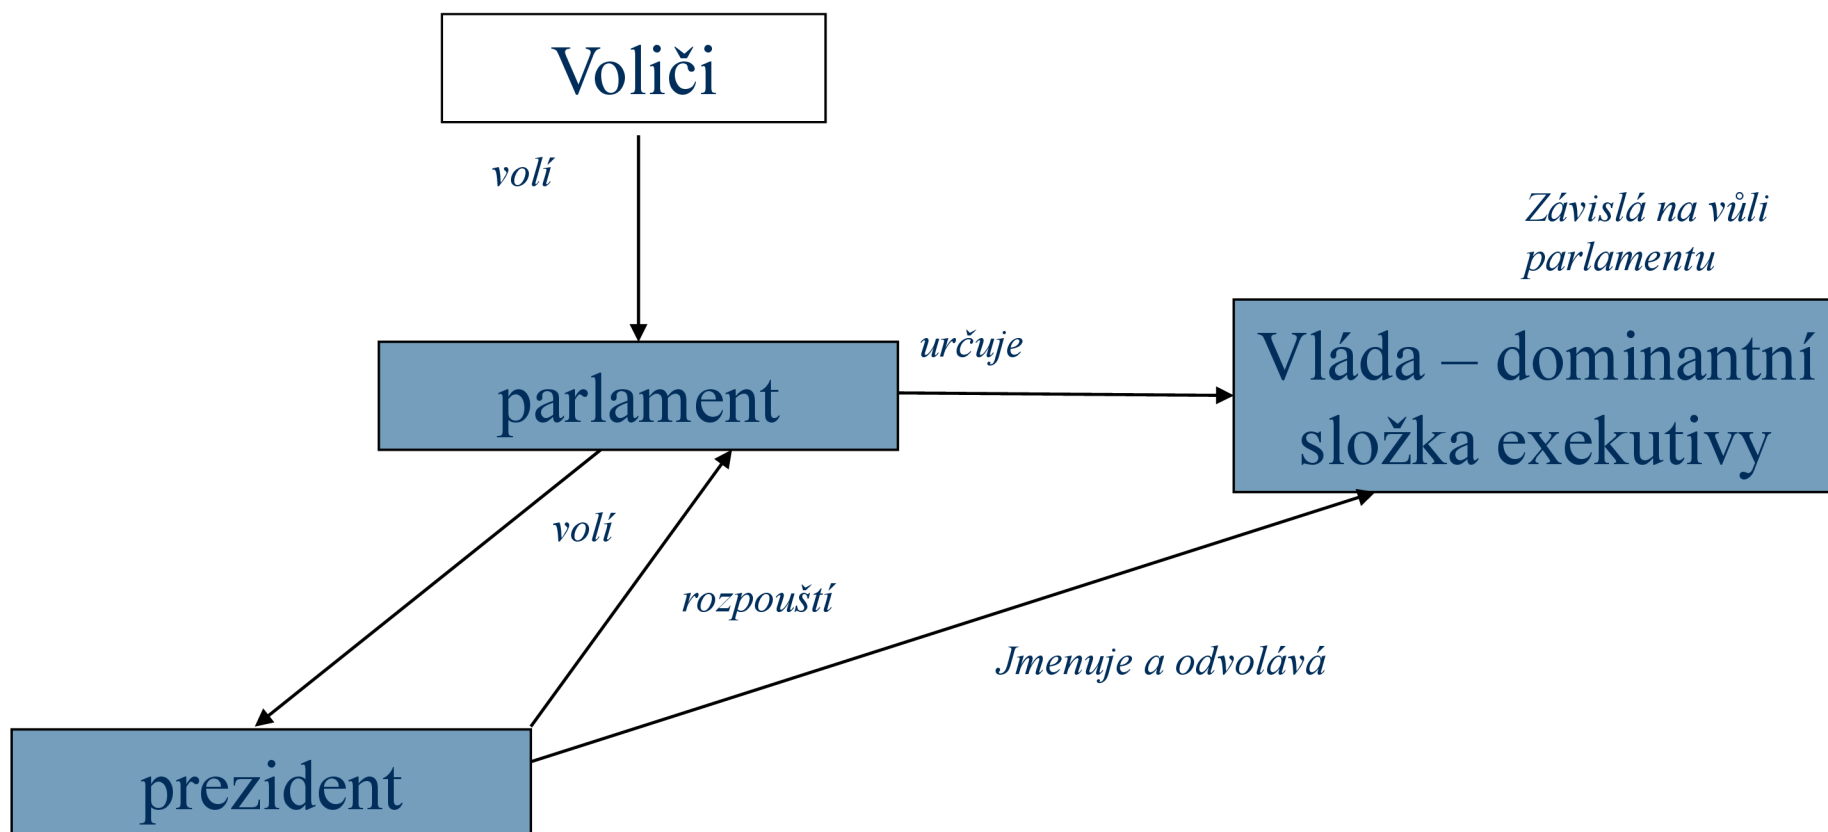 Voliči
volí
Závislá na vůli
parlamentu
určuje
Vláda – dominantní
složka exekutivy
parlament
volí
rozpouští
Jmenuje a odvolává
prezident